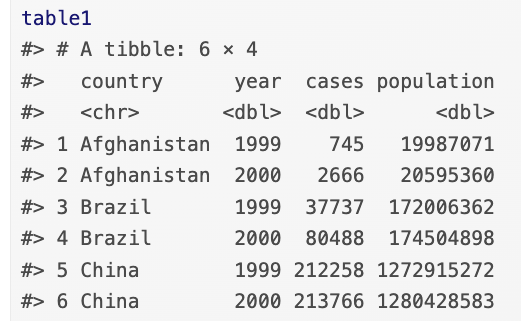 table1
#> # A tibble: 6 × 4
#>   country      year  cases population
#>   <chr>       <dbl>  <dbl>      <dbl>
#> 1 Afghanistan  1999    745   19987071
#> 2 Afghanistan  2000   2666   20595360
#> 3 Brazil       1999  37737  172006362
#> 4 Brazil       2000  80488  174504898
#> 5 China        1999 212258 1272915272
#> 6 China        2000 213766 1280428583